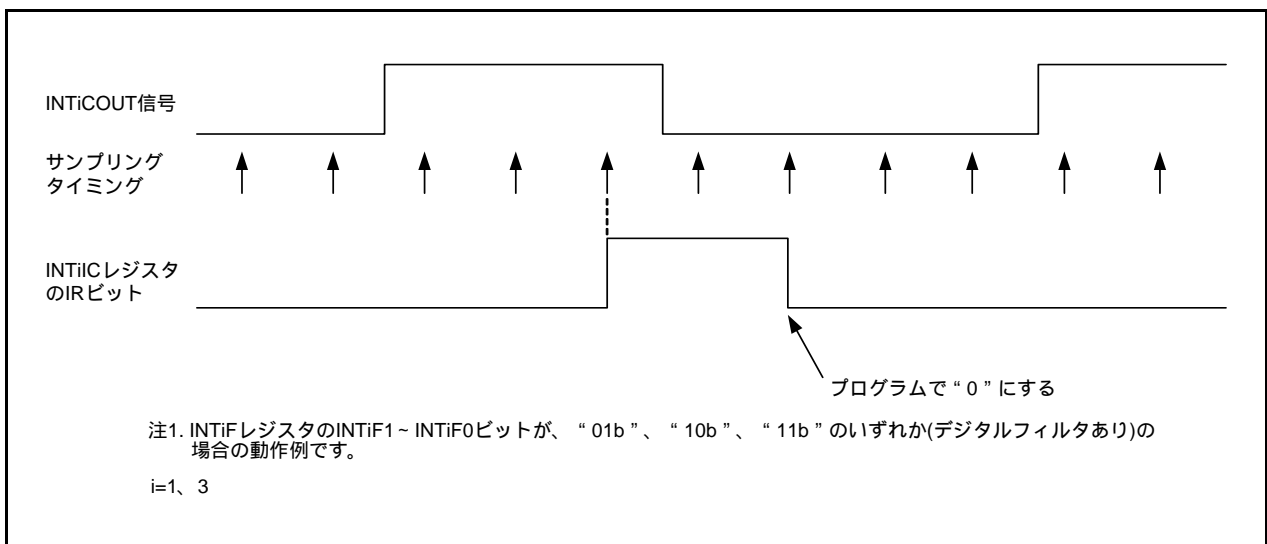 INTiCOUT信号
サンプリング
タイミング
INTiICレジスタ
のIRビット
プログラムで“0”にする
注1. INTiFレジスタのINTiF1~INTiF0ビットが、“01b”、“10b”、“11b”のいずれか(デジタルフィルタあり)の
場合の動作例です。
i=1、3